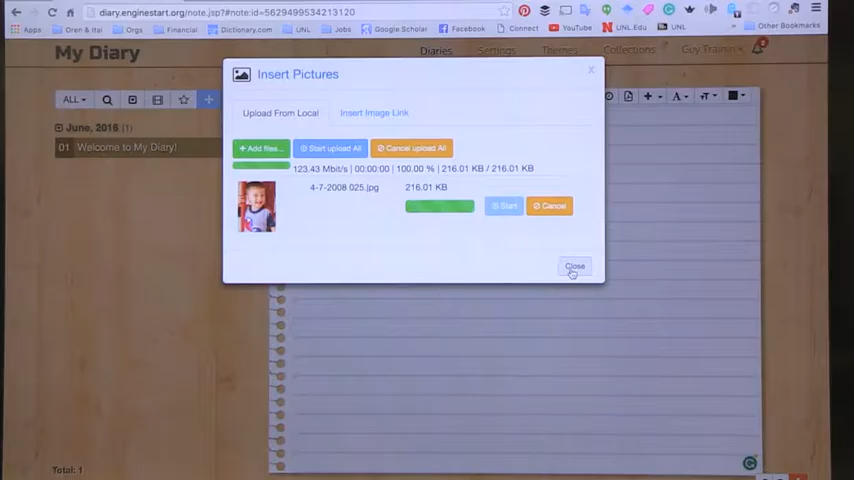 diary.enginestart.org/note.jsp?#note:id=5629499534213120
Apps Oren & Ital Orgs Financial Dictionary.com UNL Jobs Google Scholar Facebook Connect YouTube UNL.Edu UNL Other Bookmarks
My Diary Diaries Settings Themes Collections Guy Trainin
Insert Pictures x
Upload From Local Insert Image Link
ALL
+ Add files... Start upload All Cancel upload All
June, 2016 (1)
01 Welcome to My Diary!
123.43 Mbit/s | 00:00:00 | 100.00 % | 216.01 KB / 216.01 KB
4-7-2008 025.jpg 216.01 KB
Start Cancel
Close
Total: 1